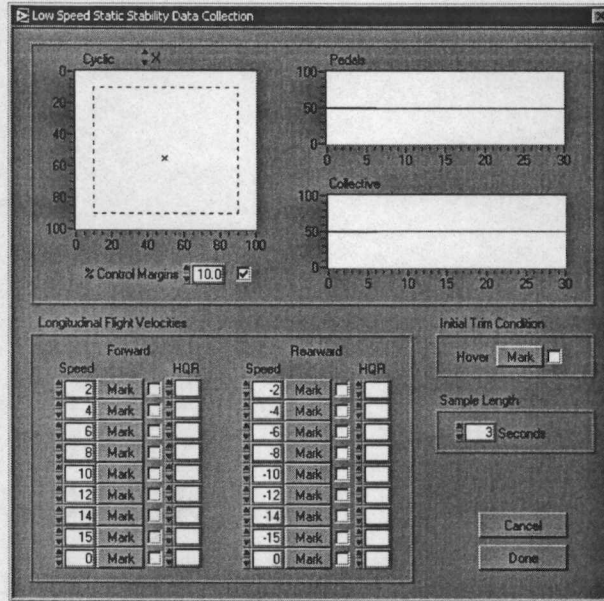 Low Speed Static Stability Data Collection
Cyclic
X
0
20
40
60
80
100
0 20 40 60 80 100
% Control Margins 10.0
Pedals
100
50
0
0 5 10 15 20 25 30
Collective
100
50
0
0 5 10 15 20 25 30
Longitudinal Flight Velocities
Forward
Speed HQR
2 Mark
4 Mark
6 Mark
8 Mark
10 Mark
12 Mark
14 Mark
15 Mark
0 Mark
Rearward
Speed HQR
-2 Mark
-4 Mark
-6 Mark
-8 Mark
-10 Mark
-12 Mark
-14 Mark
-15 Mark
0 Mark
Initial Trim Condition
Hover Mark
Sample Length
3 Seconds
Cancel
Done